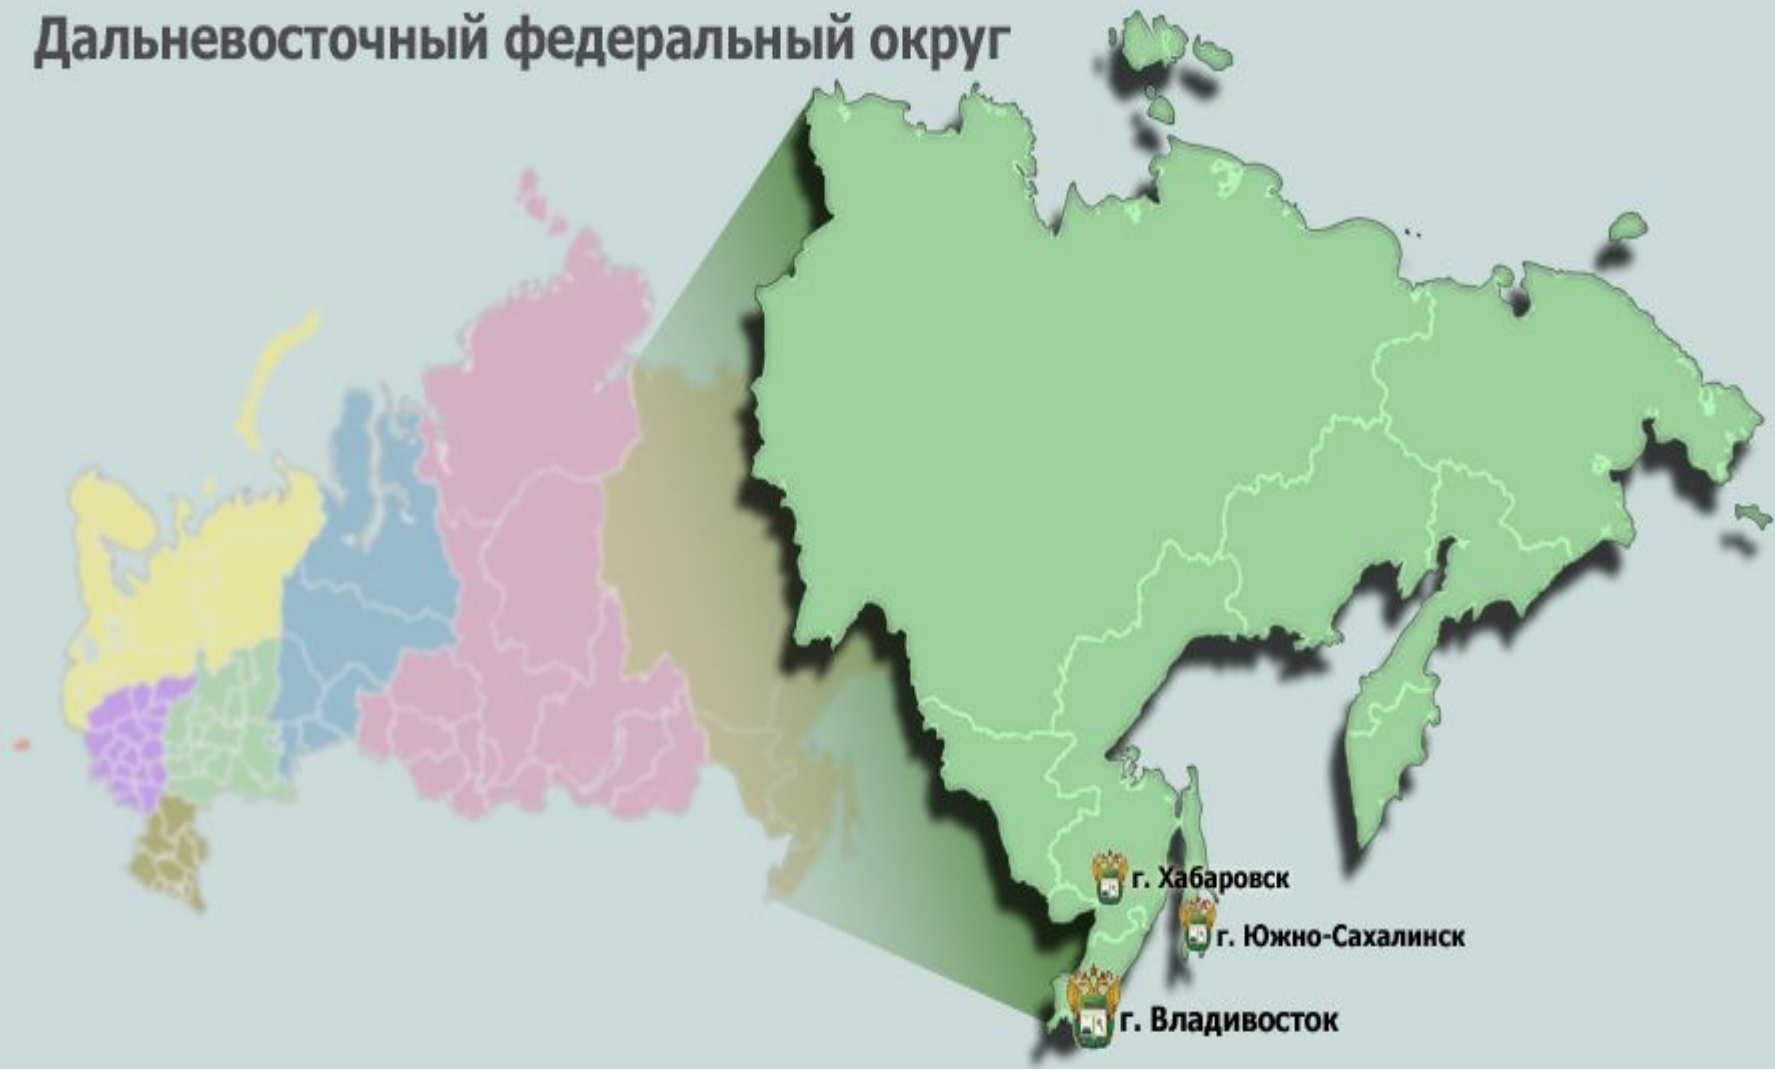 Дальневосточный федеральный округ
г. Хабаровск
г. Южно-Сахалинск
г. Владивосток